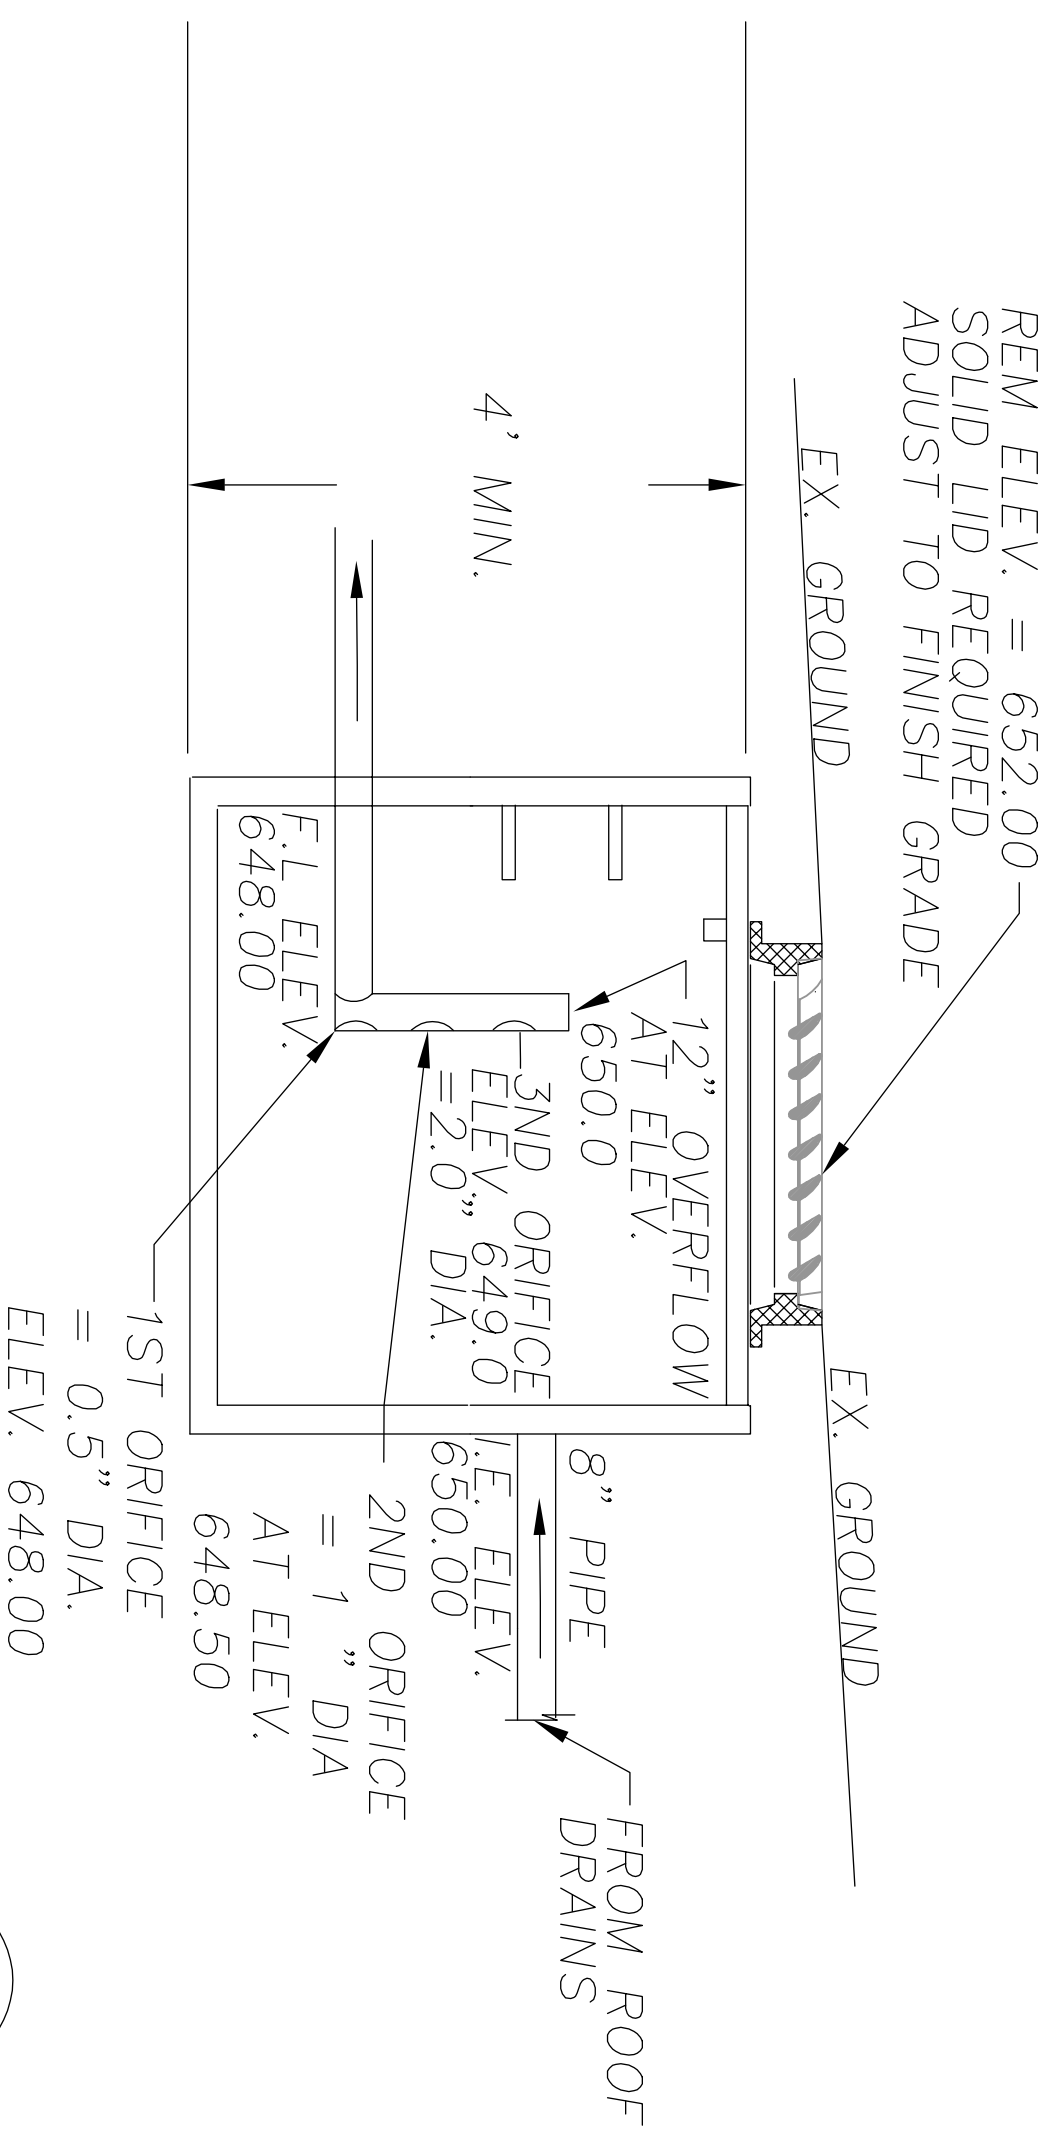 REM ELEV. = 652.00
SOLID LID REQUIRED
ADJUST TO FINISH GRADE
EX. GROUND
EX. GROUND
4' MIN.
12" OVERFLOW
AT ELEV.
650.0
3ND ORIFICE
ELEV. 649.0
=2.0" DIA.
F.L ELEV.
648.00
8" PIPE
I.E. ELEV.
650.00
FROM ROOF
DRAINS
2ND ORIFICE
= 1 " DIA
AT ELEV.
648.50
1ST ORIFICE
= 0.5" DIA.
ELEV. 648.00